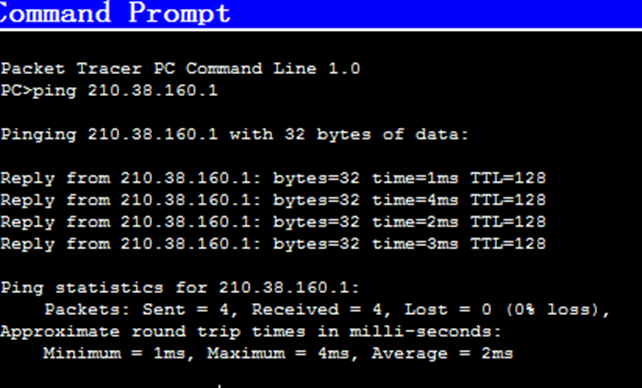 Command Prompt
Packet Tracer PC Command Line 1.0
PC>ping 210.38.160.1
Pinging 210.38.160.1 with 32 bytes of data:
Reply from 210.38.160.1: bytes=32 time=1ms TTL=128
Reply from 210.38.160.1: bytes=32 time=4ms TTL=128
Reply from 210.38.160.1: bytes=32 time=2ms TTL=128
Reply from 210.38.160.1: bytes=32 time=3ms TTL=128
Ping statistics for 210.38.160.1:
Packets: Sent = 4, Received = 4, Lost = 0 (0% loss),
Approximate round trip times in milli-seconds:
Minimum = 1ms, Maximum = 4ms, Average = 2ms